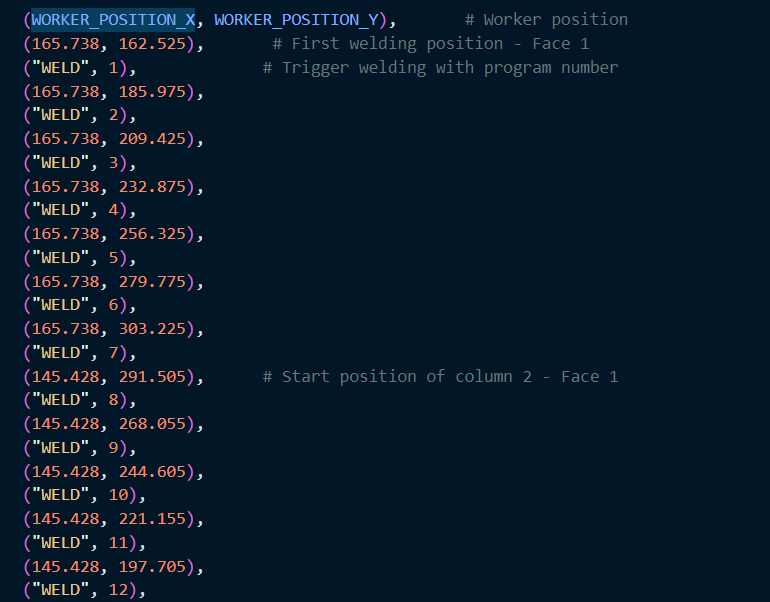 (WORKER_POSITION_X, WORKER_POSITION_Y),       # Worker position
(165.738, 162.525),       # First welding position - Face 1
("WELD", 1),             # Trigger welding with program number
(165.738, 185.975),
("WELD", 2),
(165.738, 209.425),
("WELD", 3),
(165.738, 232.875),
("WELD", 4),
(165.738, 256.325),
("WELD", 5),
(165.738, 279.775),
("WELD", 6),
(165.738, 303.225),
("WELD", 7),
(145.428, 291.505),      # Start position of column 2 - Face 1
("WELD", 8),
(145.428, 268.055),
("WELD", 9),
(145.428, 244.605),
("WELD", 10),
(145.428, 221.155),
("WELD", 11),
(145.428, 197.705),
("WELD", 12),